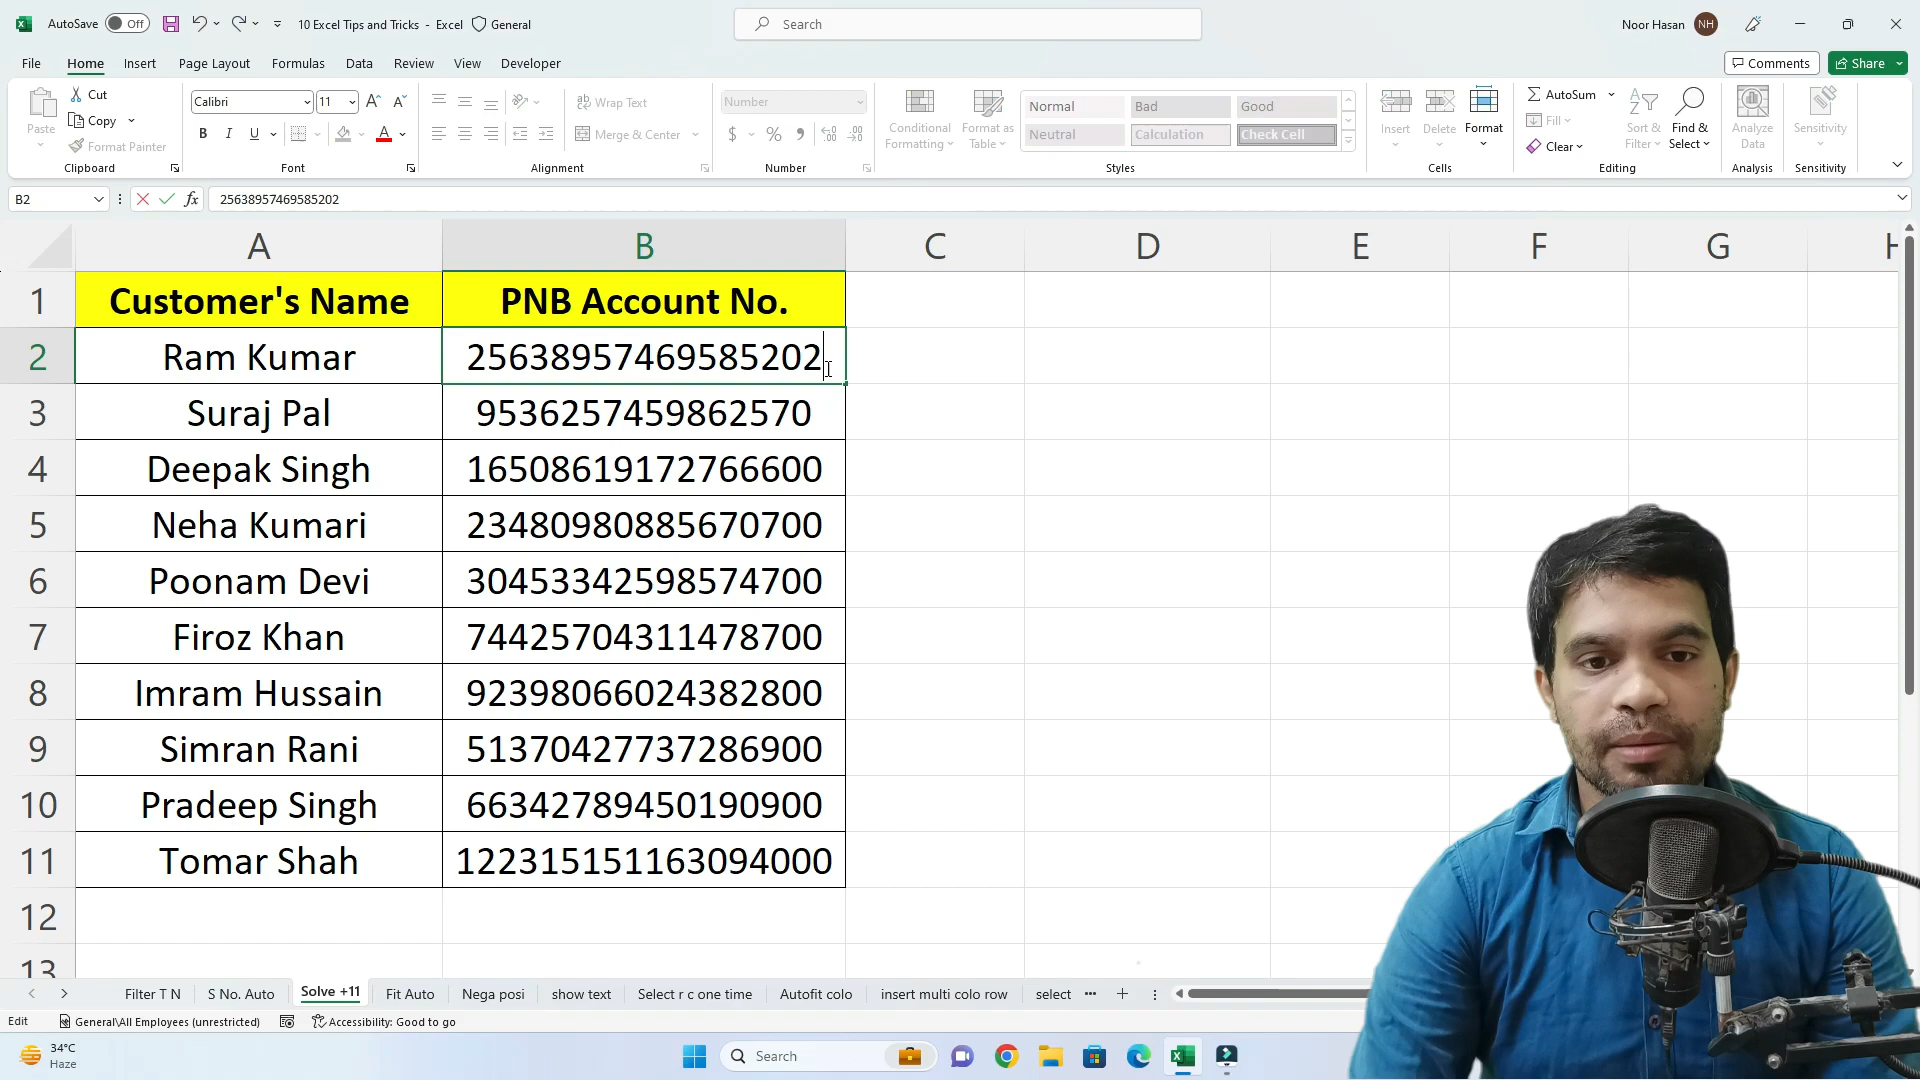 AutoSave Off 10 Excel Tips and Tricks - Excel General Search Noor Hasan NH
File Home Insert Page Layout Formulas Data Review View Developer Comments Share
Paste Cut Copy Format Painter Clipboard
Calibri 11 B I U A Font
Wrap Text Merge & Center Alignment
Number $ % Number
Conditional Formatting Format as Table Normal Bad Good Neutral Calculation Check Cell Styles
Insert Delete Format Cells
AutoSum Fill Clear Sort & Filter Find & Select Editing
Analyze Data Analysis Sensitivity Sensitivity
B2 fx 25638957469585202
A B C D E F G H
1 Customer's Name PNB Account No.
2 Ram Kumar 25638957469585202
3 Suraj Pal 9536257459862570
4 Deepak Singh 16508619172766600
5 Neha Kumari 23480980885670700
6 Poonam Devi 30453342598574700
7 Firoz Khan 74425704311478700
8 Imram Hussain 92398066024382800
9 Simran Rani 51370427737286900
10 Pradeep Singh 66342789450190900
11 Tomar Shah 122315151163094000
12
13
Filter T N S No. Auto Solve +11 Fit Auto Nega posi show text Select r c one time Autofit colo insert multi colo row select ...
Edit General\All Employees (unrestricted) Accessibility: Good to go
34°C
Haze
Search